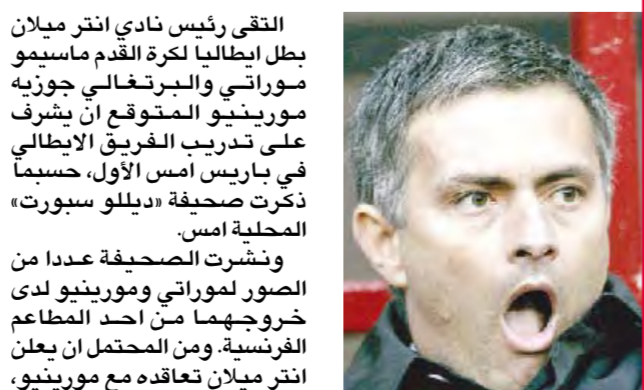 التقى رئيس نادي انتر ميلان
بطل ايطاليا لكرة القدم ماسيمو
موراتي والبرتغالي جوزيه
مورينيو المتوقع ان يشرف
على تدريب الفريق الايطالي
في باريس امس الأول، حسبما
ذكرت صحيفة «ديللو سبورت»
المحلية امس.
ونشرت الصحيفة عددا من
الصور لموراتي ومورينيو لدى
خروجهما من احد المطاعم
الفرنسية. ومن المحتمل ان يعلن
انتر ميلان تعاقده مع مورينيو،